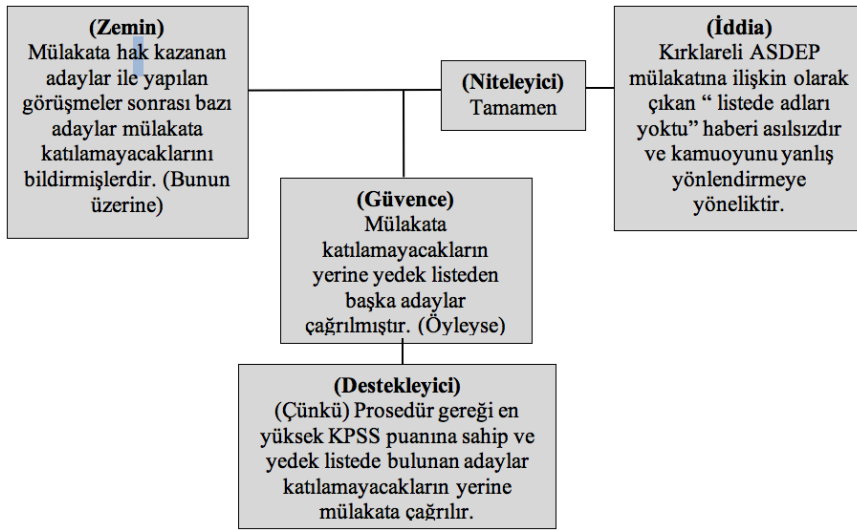 (Zemin)
Mülakata hak kazanan
adaylar ile yapılan
görüşmeler sonrası bazı
adaylar mülakata
katılamayacaklarını
bildirmişlerdir. (Bunun
üzerine)
(Niteleyici)
Tamamen
(İddia)
Kırklareli ASDEP
mülakatına ilişkin olarak
çıkan “ listede adları
yoktu” haberi asılsızdır
ve kamuoyunu yanlış
yönlendirmeye
yöneliktir.
(Güvence)
Mülakata
katılamayacakların
yerine yedek listeden
başka adaylar
çağrılmıştır. (Öyleyse)
(Destekleyici)
(Çünkü) Prosedür gereği en
yüksek KPSS puanına sahip ve
yedek listede bulunan adaylar
katılamayacakların yerine
mülakata çağrılır.